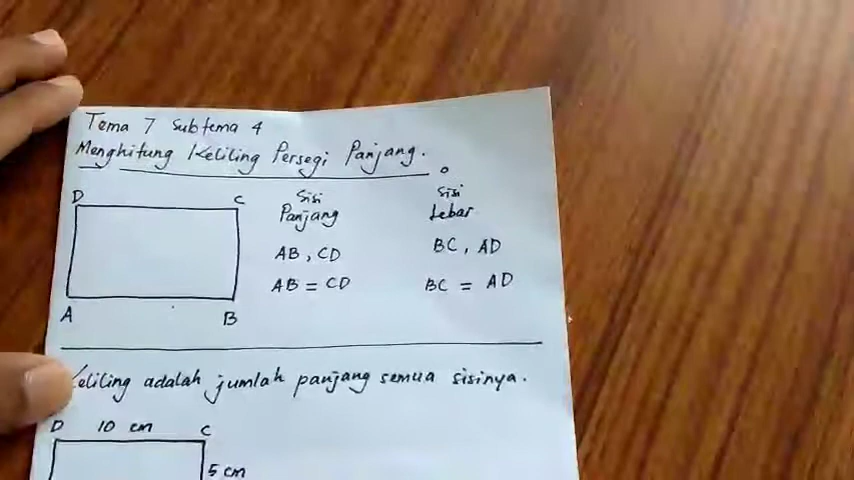 Tema 7 Subtema 4
Menghitung Keliling Persegi Panjang.
D C
Sisi Panjang
Sisi Lebar
AB, CD
BC, AD
AB = CD
BC = AD
A B
Keliling adalah jumlah panjang semua sisinya.
D 10 cm C
5 cm